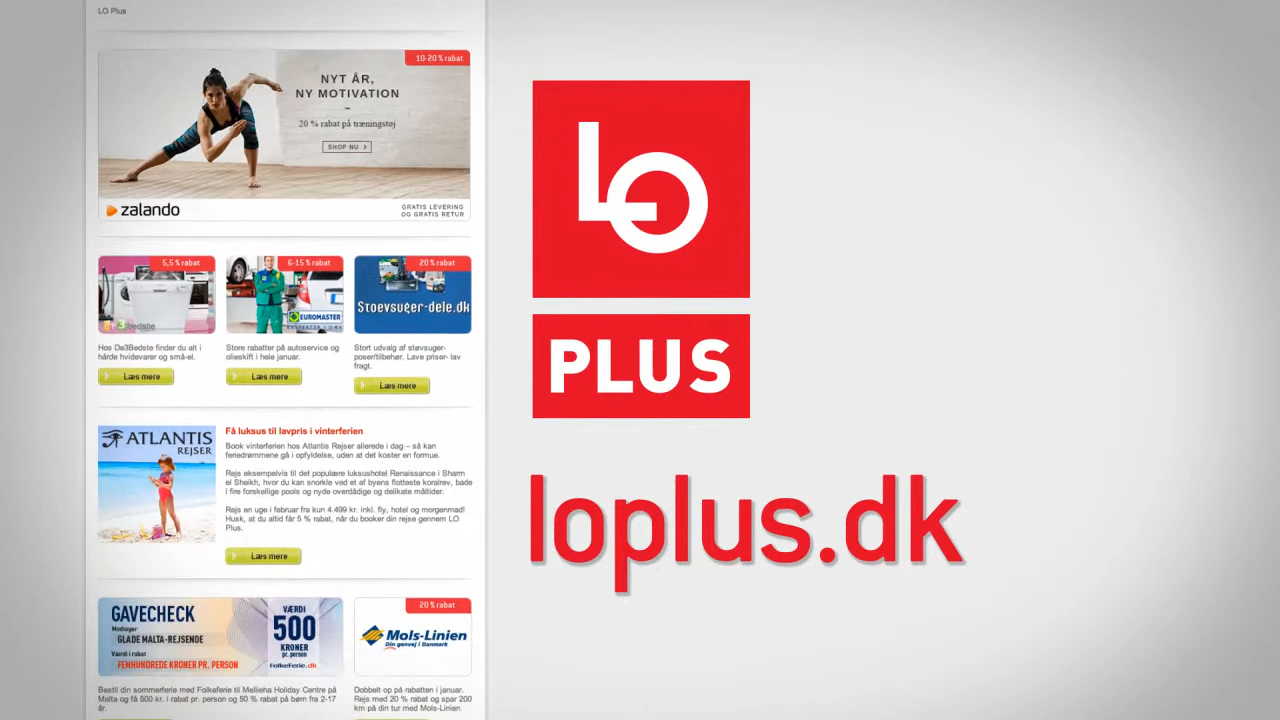 LO Plus
10-20 % rabat
NYT ÅR,
NY MOTIVATION
20 % rabat på træningstøj
SHOP NU
zalando
GRATIS LEVERING
OG GRATIS RETUR
5,5 % rabat
6-15 % rabat
20 % rabat
EUROMASTER
Stoevsuger-dele.dk
Hos De3Bedste finder du alt i
hårde hvidevarer og små-el.
Læs mere
Store rabatter på autoservice og
olieskift i hele januar.
Læs mere
Stort udvalg af støvsuger-
poser/tilbehør. Lave priser- lav
fragt.
Læs mere
ATLANTIS
REJSER
Få luksus til lavpris i vinterferien
Book vinterferien hos Atlantis Rejser allerede i dag – så kan
feriedrømmene gå i opfyldelse, uden at det koster en formue.
Rejs eksempelvis til det populære luksushotel Renaissance i Sharm
el Sheikh, hvor du kan snorkle ved et af byens flotteste koralrev, bade
i fire forskellige pools og nyde overdådige og delikate måltider.
Rejs en uge i februar fra kun 4.499 kr. inkl. fly, hotel og morgenmad!
Husk, at du altid får 5 % rabat, når du booker din rejse gennem LO
Plus.
Læs mere
GAVECHECK
Modtager
GLADE MALTA-REJSENDE
Værdi i rabat
FEMHUNDREDE KRONER PR. PERSON
VÆRDI
500
KRONER
pr. person
FolkeFerie.dk
20 % rabat
Mols-Linien
Din genvej i Danmark
Bestil din sommerferie med Folkeferie til Mellieha Holiday Centre på
Malta og få 500 kr. i rabat pr. person og 50 % rabat på børn fra 2-17
år.
Dobbelt op på rabatten i januar.
Rejs med 20 % rabat og spar 200
km på din tur med Mols-Linien.
LO
PLUS
loplus.dk